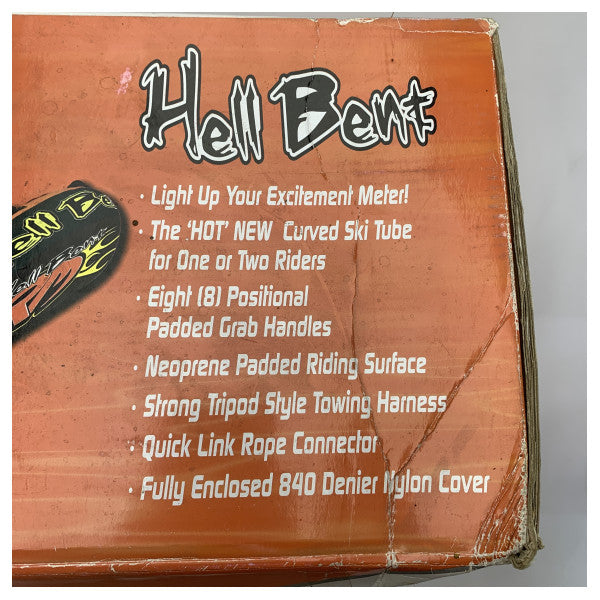 Hell Bent
· Light Up Your Excitement Meter!
· The 'HOT' NEW Curved Ski Tube
for One or Two Riders
· Eight (8) Positional
Padded Grab Handles
· Neoprene Padded Riding Surface
· Strong Tripod Style Towing Harness
· Quick Link Rope Connector
· Fully Enclosed 840 Denier Nylon Cover
ell Be